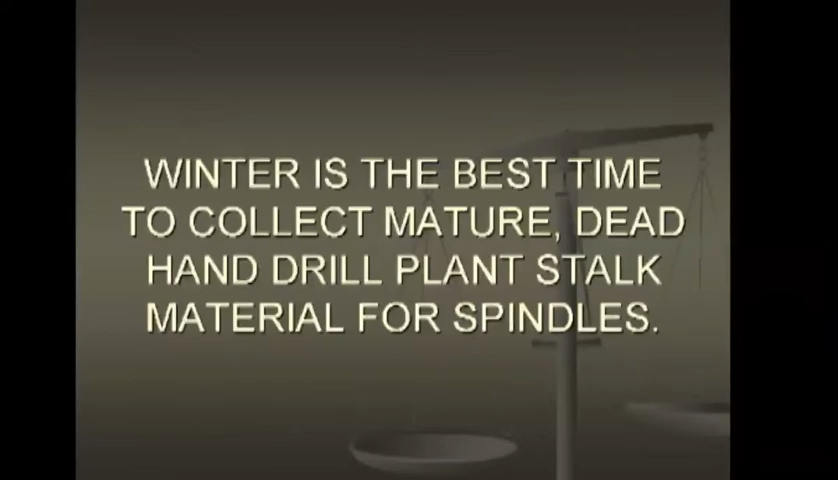 WINTER IS THE BEST TIME
TO COLLECT MATURE, DEAD
HAND DRILL PLANT STALK
MATERIAL FOR SPINDLES.